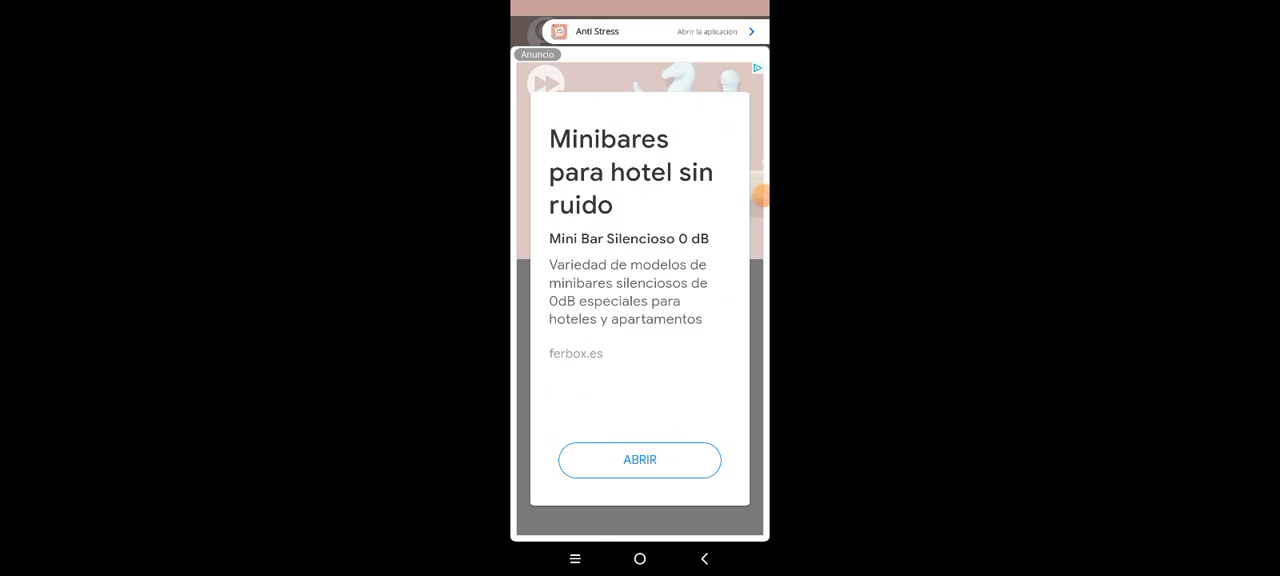 Anti Stress
Abrir la aplicación
Anuncio
Minibares
para hotel sin
ruido
Mini Bar Silencioso 0 dB
Variedad de modelos de
minibares silenciosos de
0dB especiales para
hoteles y apartamentos
ferbox.es
ABRIR